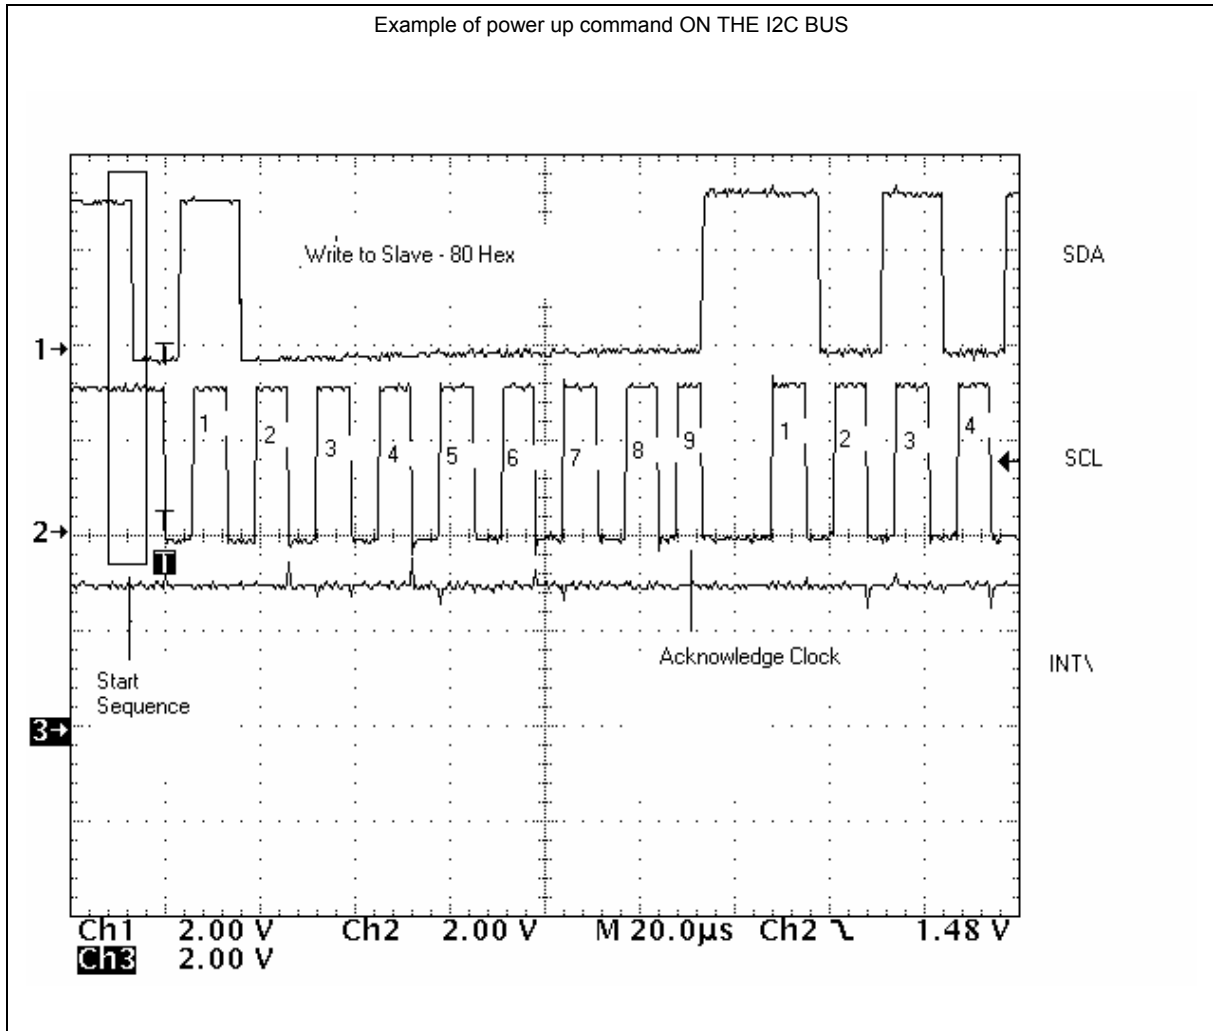 Example of power up command ON THE I2C BUS
Write to Slave - 80 Hex
SDA
1→
T
1 2 3 4 5 6 7 8 9 1 2 3 4
SCL
T
2→
T
Acknowledge Clock
INT\
Start
Sequence
3→
Ch1 2.00 V Ch2 2.00 V M 20.0µs Ch2 1.48 V
Ch3 2.00 V